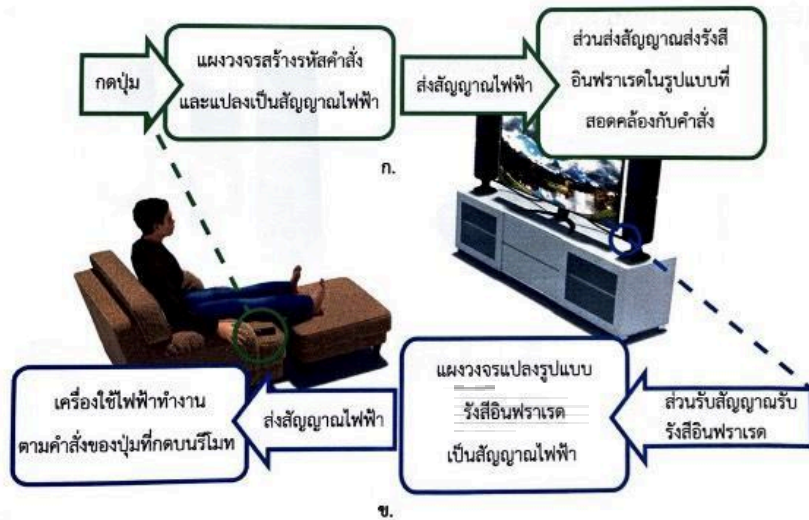 กดปุ่ม
แผงวงจรสร้างรหัสคำสั่ง
และแปลงเป็นสัญญาณไฟฟ้า
ส่งสัญญาณไฟฟ้า
ส่วนส่งสัญญาณส่งรังสี
อินฟราเรดในรูปแบบที่
สอดคล้องกับคำสั่ง
ก.
ส่วนรับสัญญาณรับ
รังสีอินฟราเรด
แผงวงจรแปลงรูปแบบ
รังสีอินฟราเรด
เป็นสัญญาณไฟฟ้า
ส่งสัญญาณไฟฟ้า
เครื่องใช้ไฟฟ้าทำงาน
ตามคำสั่งของปุ่มที่กดบนรีโมท
ข.